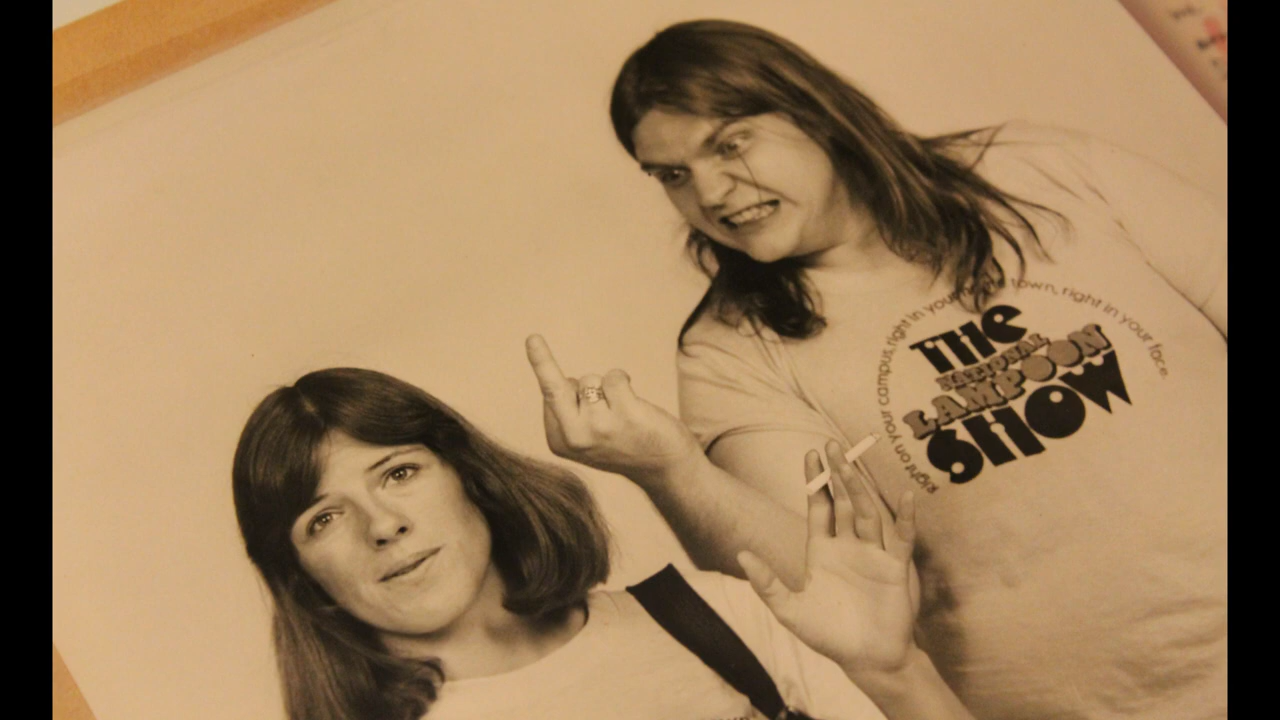 Right on your campus, right in your town, right in your face.
THE
NATIONAL
LAMPOON
SHOW